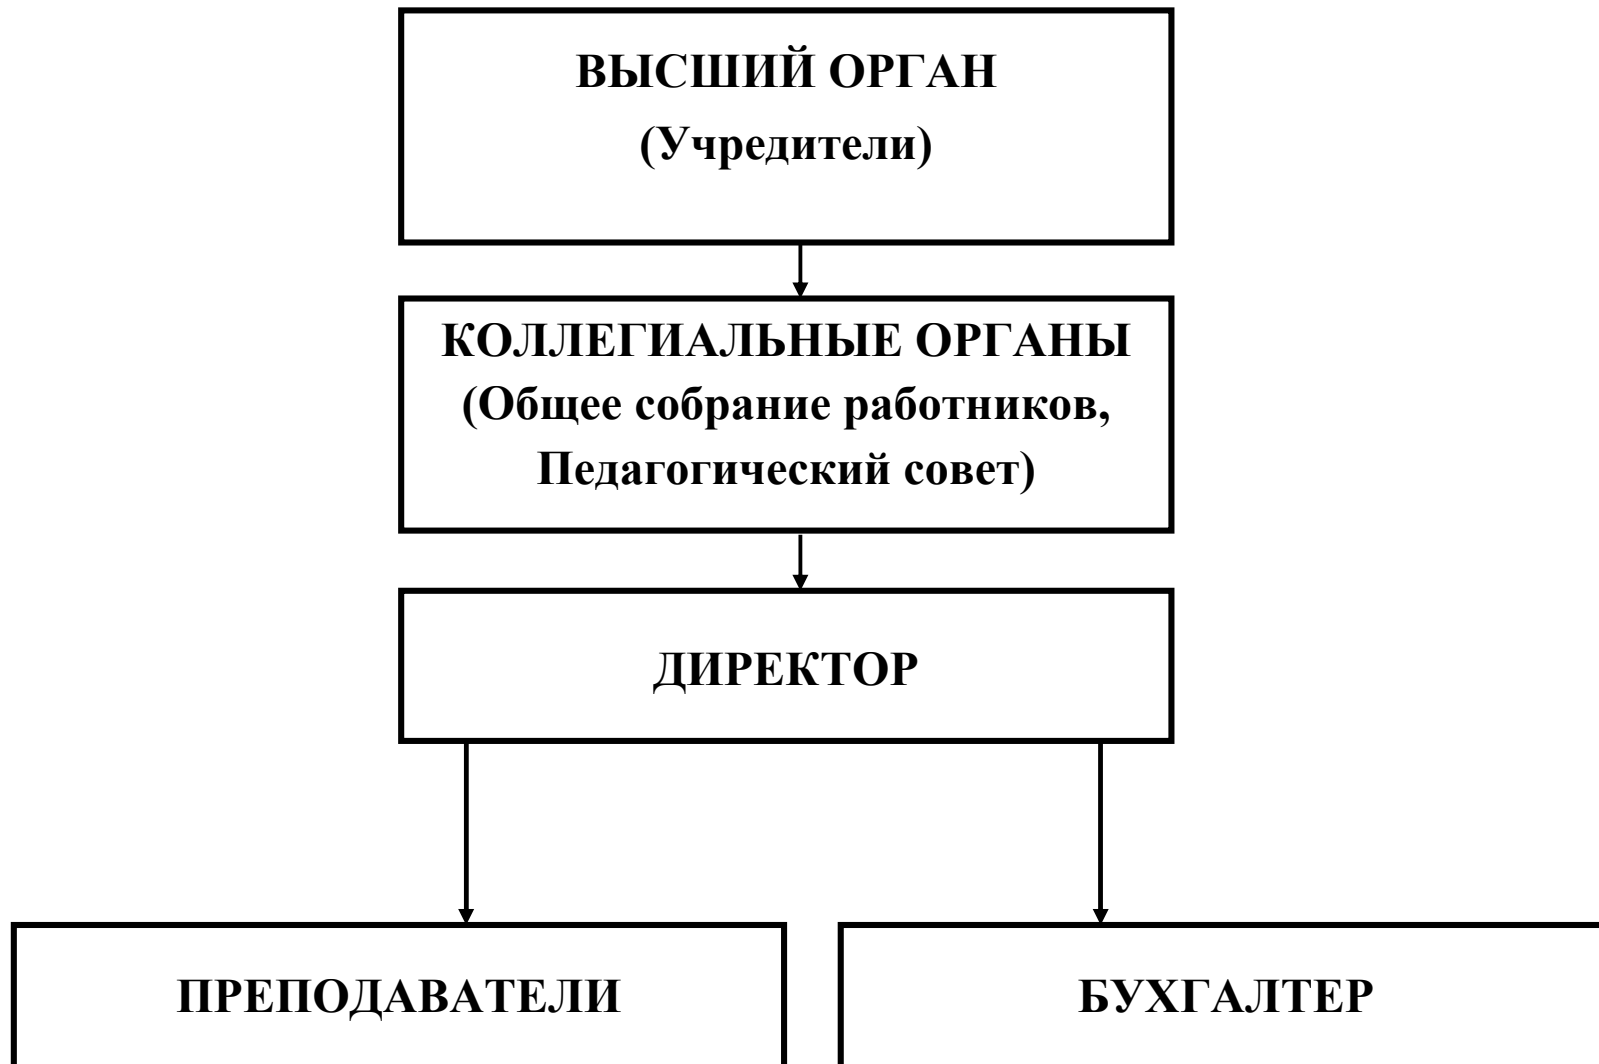 ВЫСШИЙ ОРГАН
(Учредители)
КОЛЛЕГИАЛЬНЫЕ ОРГАНЫ
(Общее собрание работников,
Педагогический совет)
ДИРЕКТОР
ПРЕПОДАВАТЕЛИ
БУХГАЛТЕР